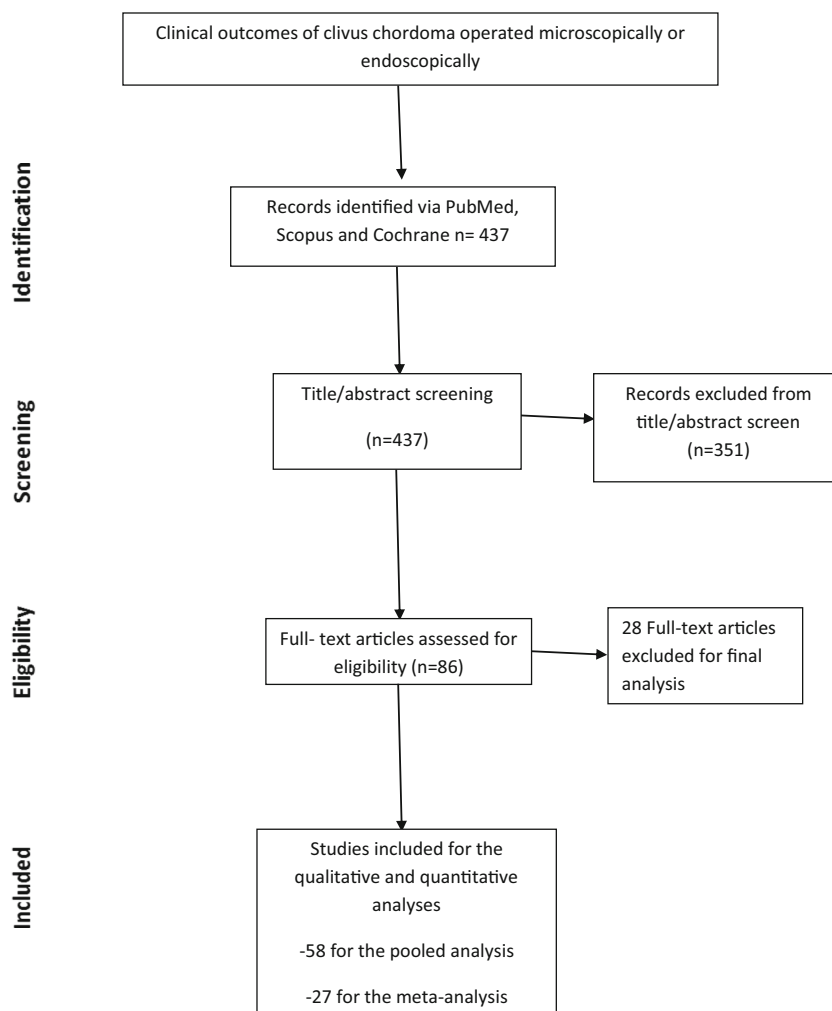 Clinical outcomes of clivus chordoma operated microscopically or
endoscopically
Identification
Records identified via PubMed,
Scopus and Cochrane n= 437
Screening
Title/abstract screening
(n=437)
Records excluded from
title/abstract screen
(n=351)
Eligibility
Full- text articles assessed for
eligibility (n=86)
28 Full-text articles
excluded for final
analysis
Included
Studies included for the
qualitative and quantitative
analyses
-58 for the pooled analysis
-27 for the meta-analysis